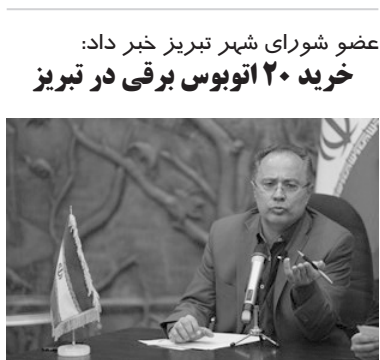 عضو شورای شهر تبریز خبر داد:
خرید ۲۰ اتوبوس برقی در تبریز